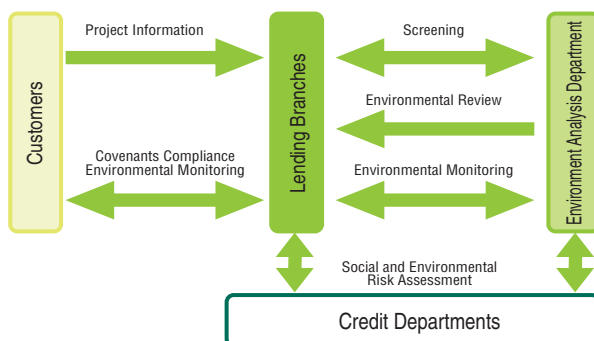 Project Information
Screening
Customers
Lending Branches
Environment Analysis Department
Environmental Review
Covenants Compliance
Environmental Monitoring
Environmental Monitoring
Social and Environmental
Risk Assessment
Credit Departments